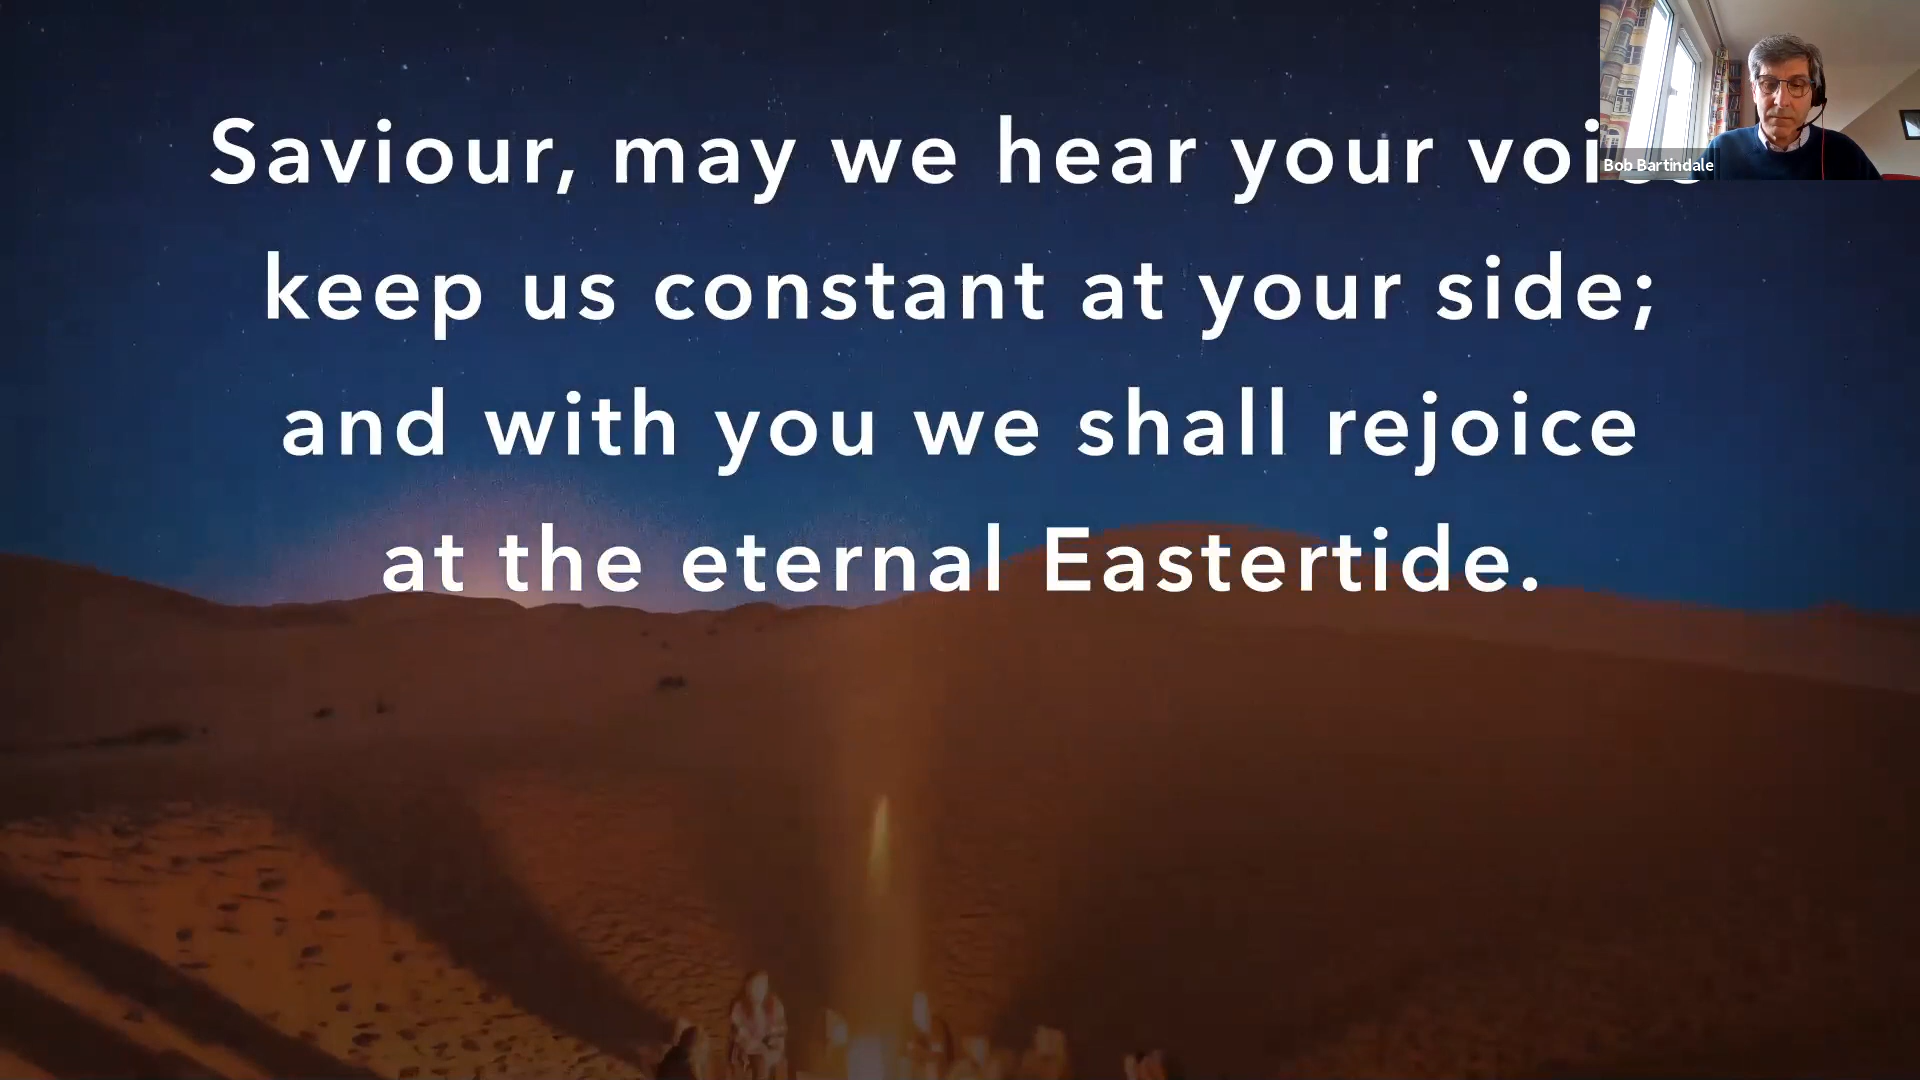 Saviour, may we hear your voice
keep us constant at your side;
and with you we shall rejoice
at the eternal Eastertide.
Bob Bartindale